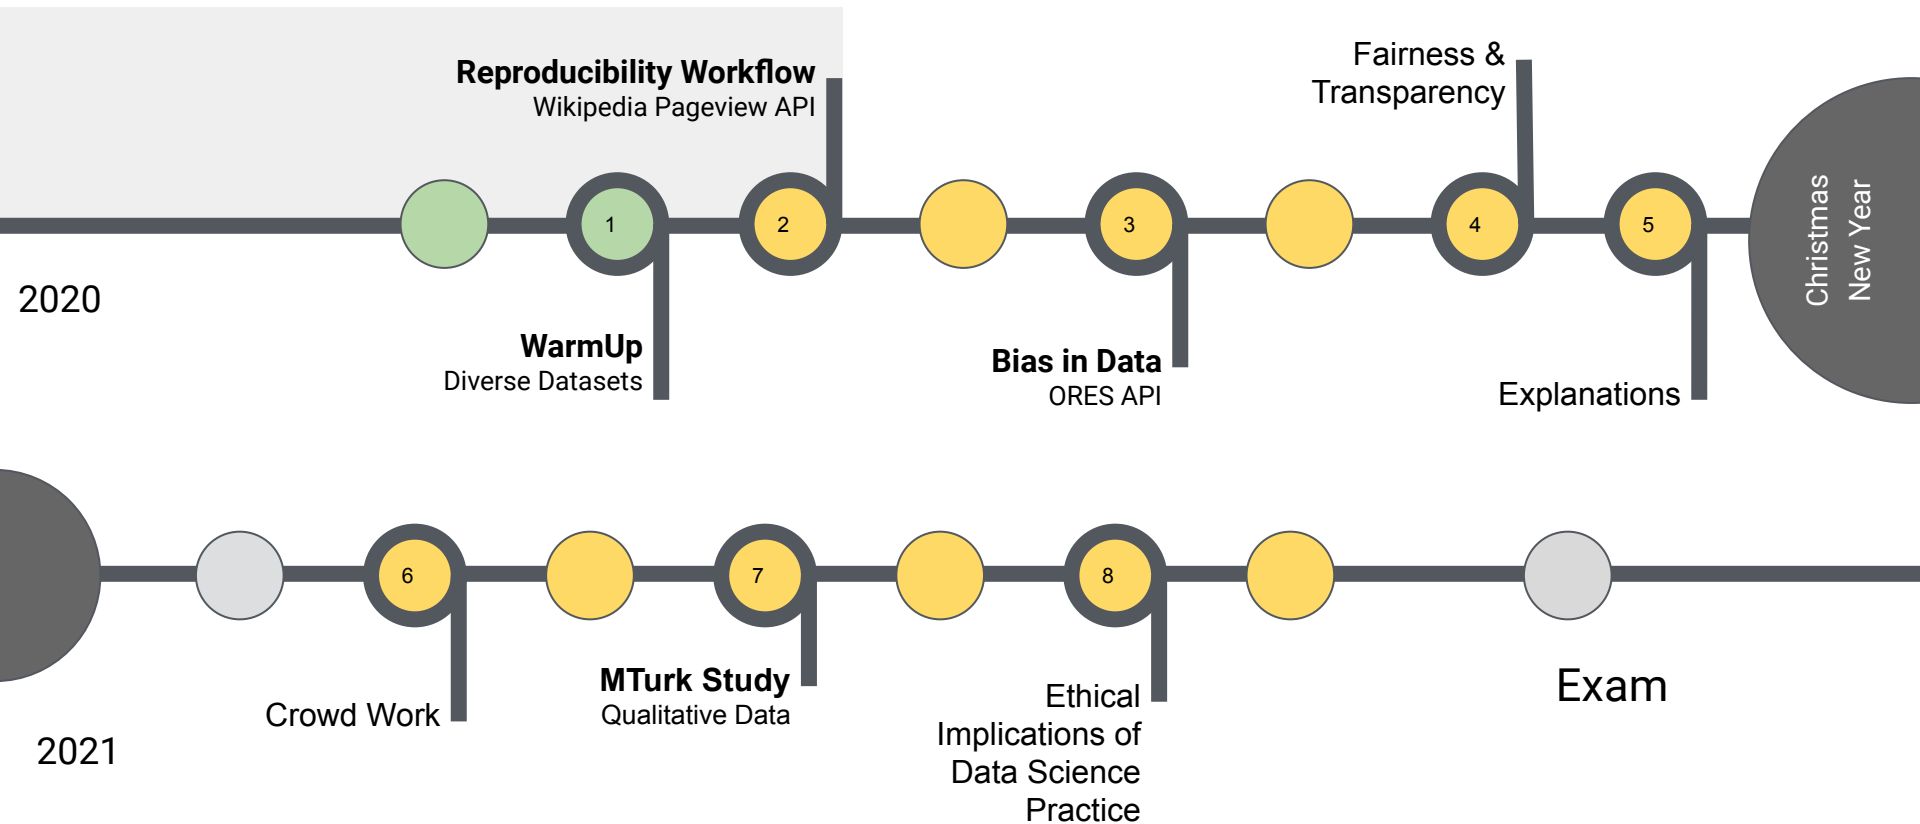 Reproducibility Workflow
Wikipedia Pageview API
Fairness &
Transparency
1
2
3
4
5
Christmas
New Year
2020
WarmUp
Diverse Datasets
Bias in Data
ORES API
Explanations
6
7
8
Crowd Work
MTurk Study
Qualitative Data
Ethical
Implications of
Data Science
Practice
Exam
2021